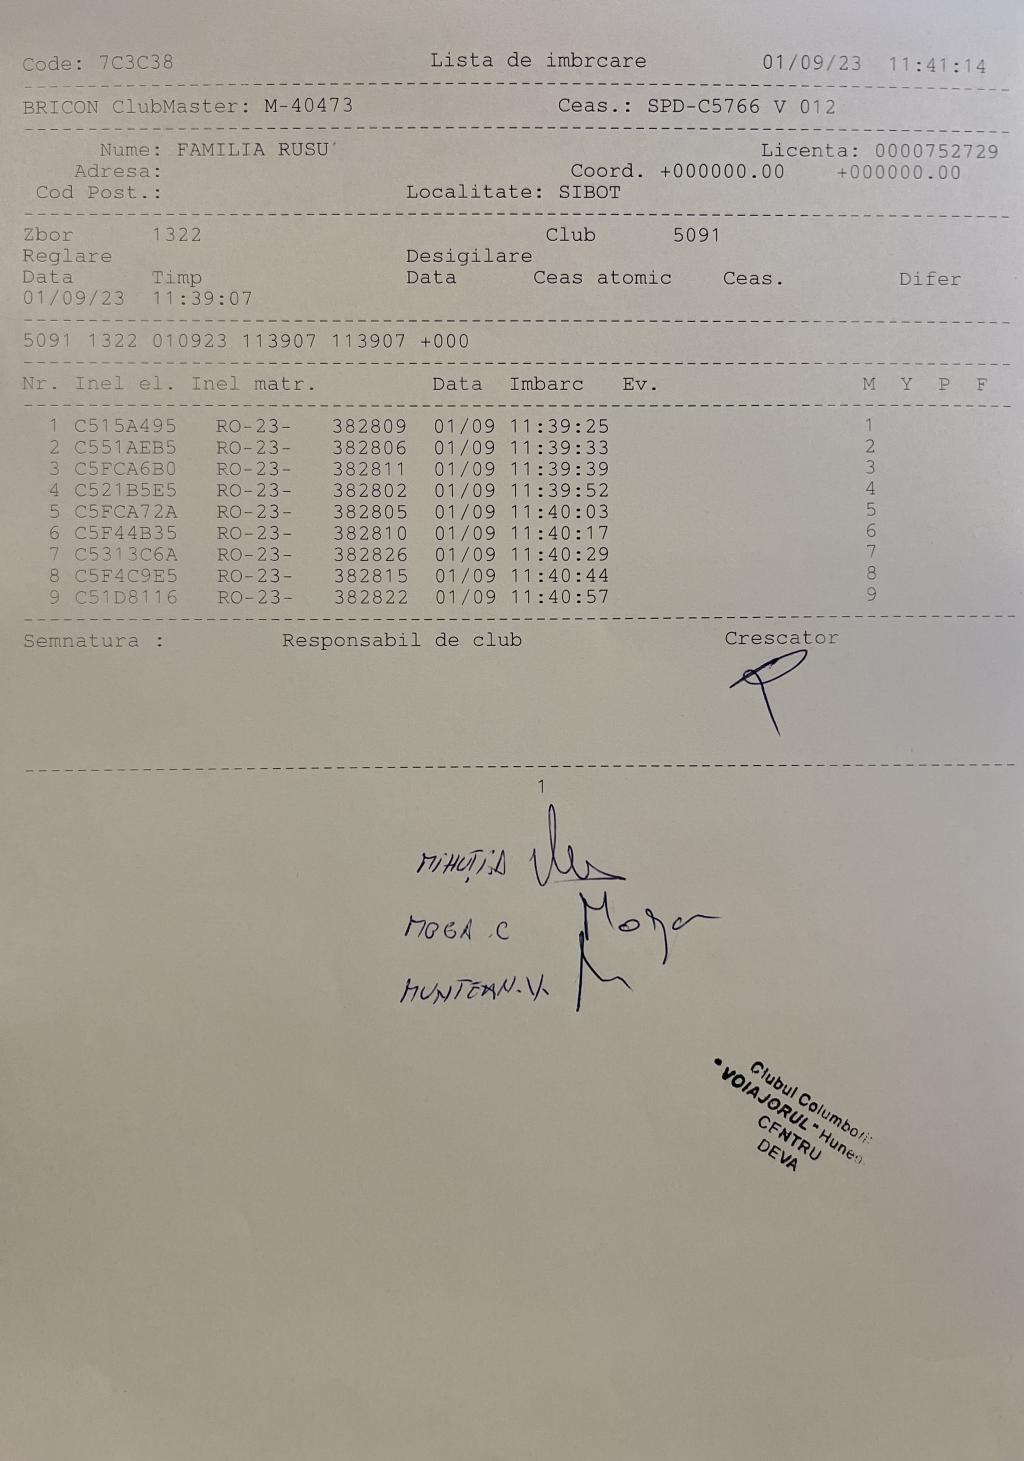 Code: 7C3C38 Lista de imbrcare 01/09/23 11:41:14
BRICON ClubMaster: M-40473 Ceas.: SPD-C5766 V 012
Nume: FAMILIA RUSU Licenta: 0000752729
Adresa: Coord. +000000.00 +000000.00
Cod Post.: Localitate: SIBOT
Zbor 1322 Club 5091
Reglare Desigilare
Data Timp Data Ceas atomic Ceas. Difer
01/09/23 11:39:07
5091 1322 010923 113907 113907 +000
Nr. Inel el. Inel matr. Data Imbarc Ev. M Y P F
1 C515A495 RO-23- 382809 01/09 11:39:25 1
2 C551AEB5 RO-23- 382806 01/09 11:39:33 2
3 C5FCA6B0 RO-23- 382811 01/09 11:39:39 3
4 C521B5E5 RO-23- 382802 01/09 11:39:52 4
5 C5FCA72A RO-23- 382805 01/09 11:40:03 5
6 C5F44B35 RO-23- 382810 01/09 11:40:17 6
7 C5313C6A RO-23- 382826 01/09 11:40:29 7
8 C5F4C9E5 RO-23- 382815 01/09 11:40:44 8
9 C51D8116 RO-23- 382822 01/09 11:40:57 9
Semnatura : Responsabil de club Crescator
1
MOGA .C Moga
MUNTEAN.V.
Clubul Columbofil
"VOIAJORUL"
CENTRU
DEVA